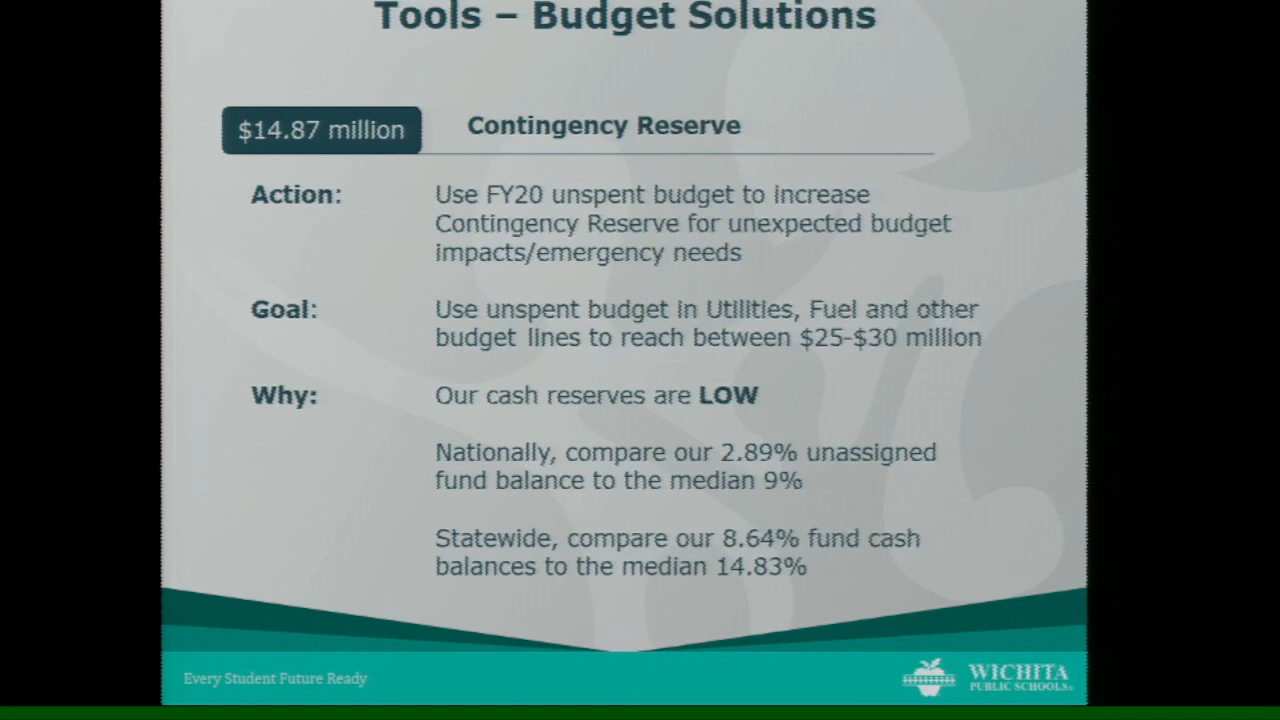 Tools – Budget Solutions
$14.87 million
Contingency Reserve
Action:
Use FY20 unspent budget to increase
Contingency Reserve for unexpected budget
impacts/emergency needs
Goal:
Use unspent budget in Utilities, Fuel and other
budget lines to reach between $25-$30 million
Why:
Our cash reserves are LOW
Nationally, compare our 2.89% unassigned
fund balance to the median 9%
Statewide, compare our 8.64% fund cash
balances to the median 14.83%
Every Student Future Ready
WICHITA
PUBLIC SCHOOLS